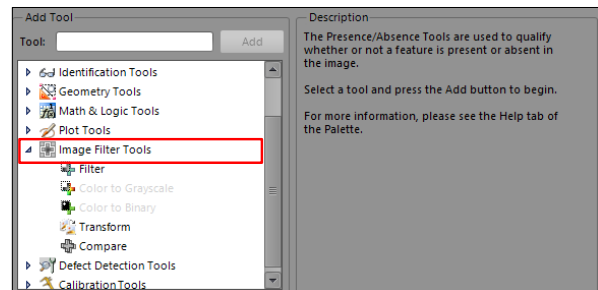 Add Tool
Tool:
Add
Identification Tools
Geometry Tools
Math & Logic Tools
Plot Tools
Image Filter Tools
Filter
Color to Grayscale
Color to Binary
Transform
Compare
Defect Detection Tools
Calibration Tools
Description
The Presence/Absence Tools are used to qualify
whether or not a feature is present or absent in
the image.
Select a tool and press the Add button to begin.
For more information, please see the Help tab of
the Palette.